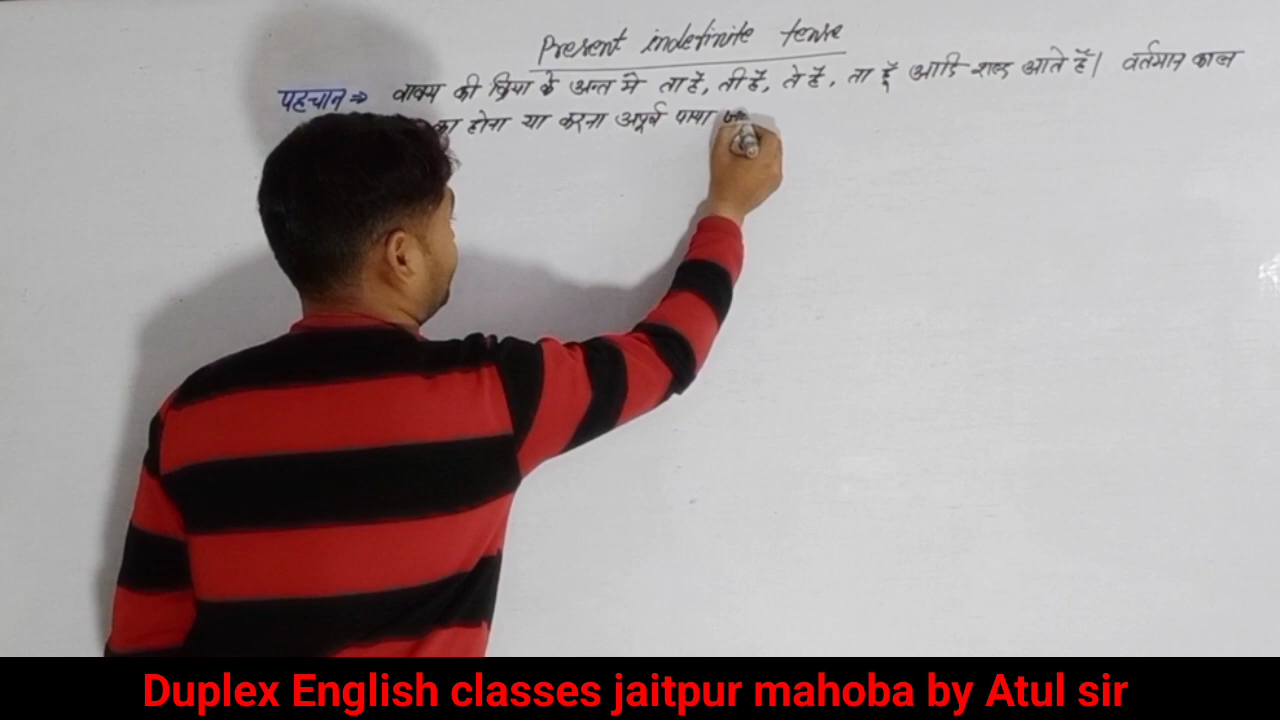 Present indefinite tense
पहचान ⇒ वाक्य की क्रिया के अन्त मे ता है, ती है, ते हैं, ता हूँ आदि शब्द आते हैं। वर्तमान काल
का होना या करना अपूर्ण पाया
Duplex English classes jaitpur mahoba by Atul sir